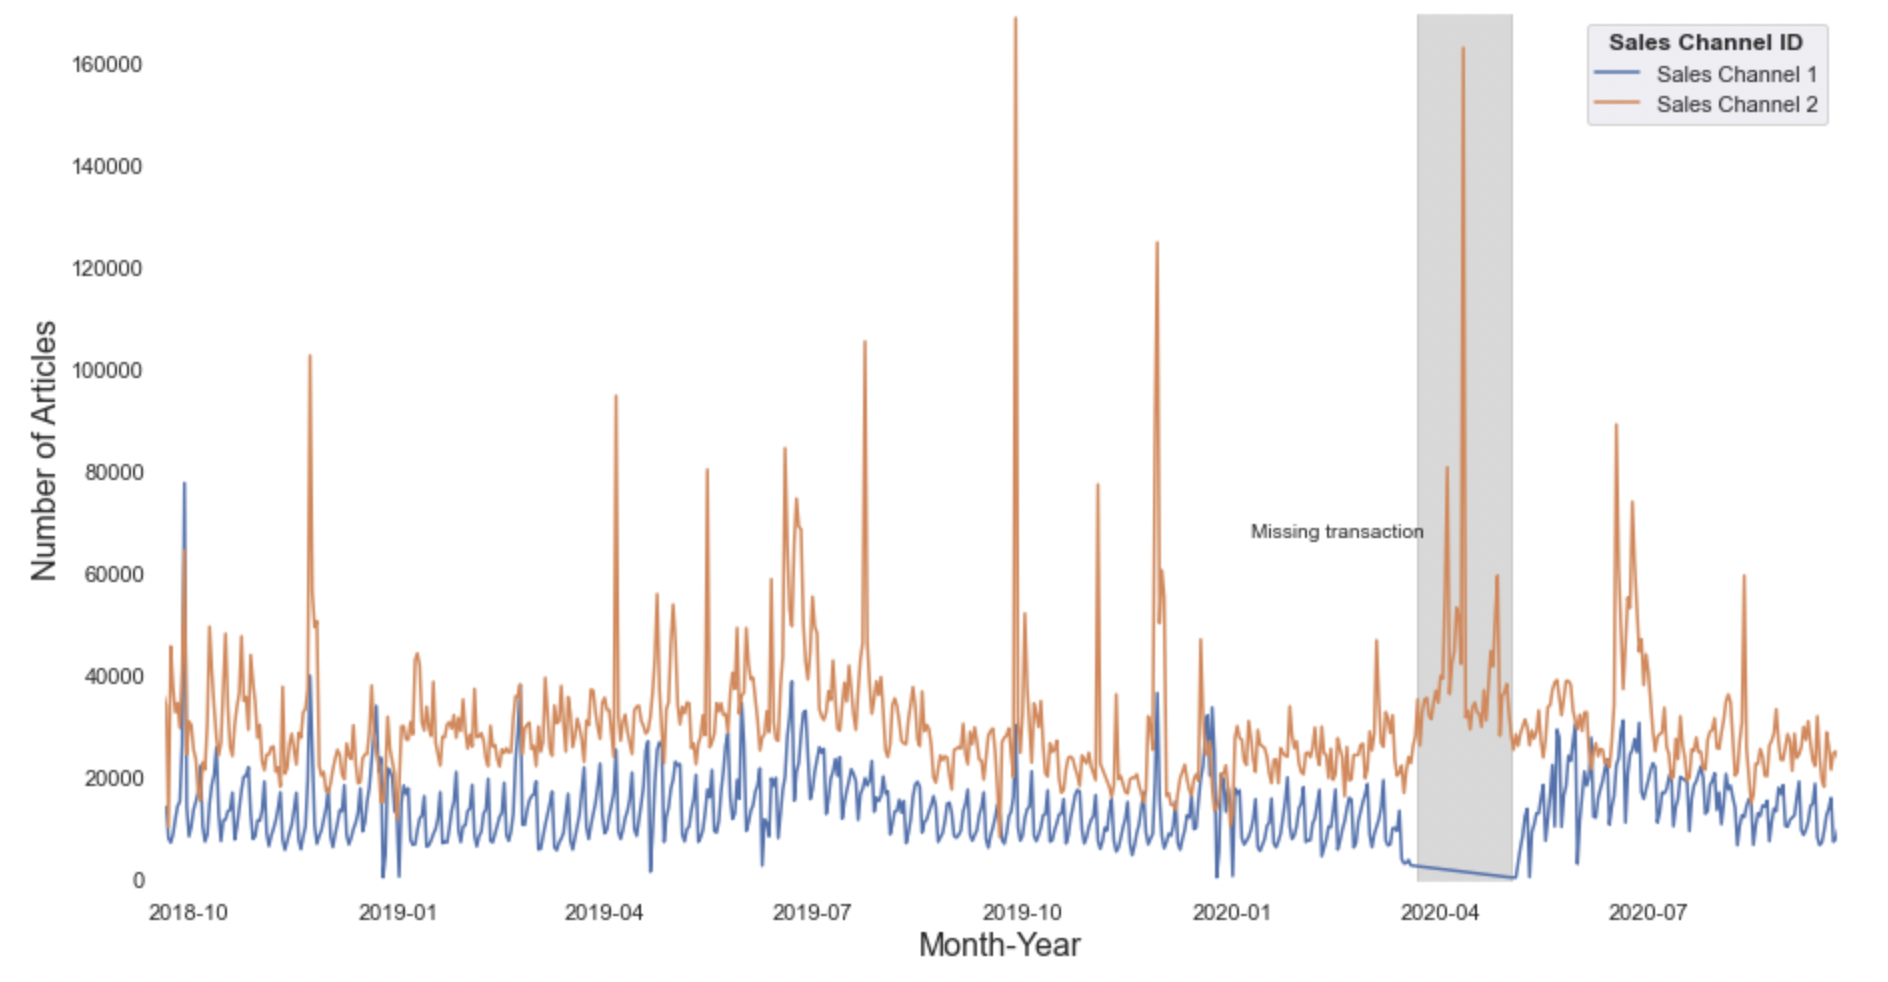 Sales Channel ID
Sales Channel 1
Sales Channel 2
160000
140000
120000
100000
80000
60000
40000
20000
0
Number of Articles
Missing transaction
2018-10 2019-01 2019-04 2019-07 2019-10 2020-01 2020-04 2020-07
Month-Year